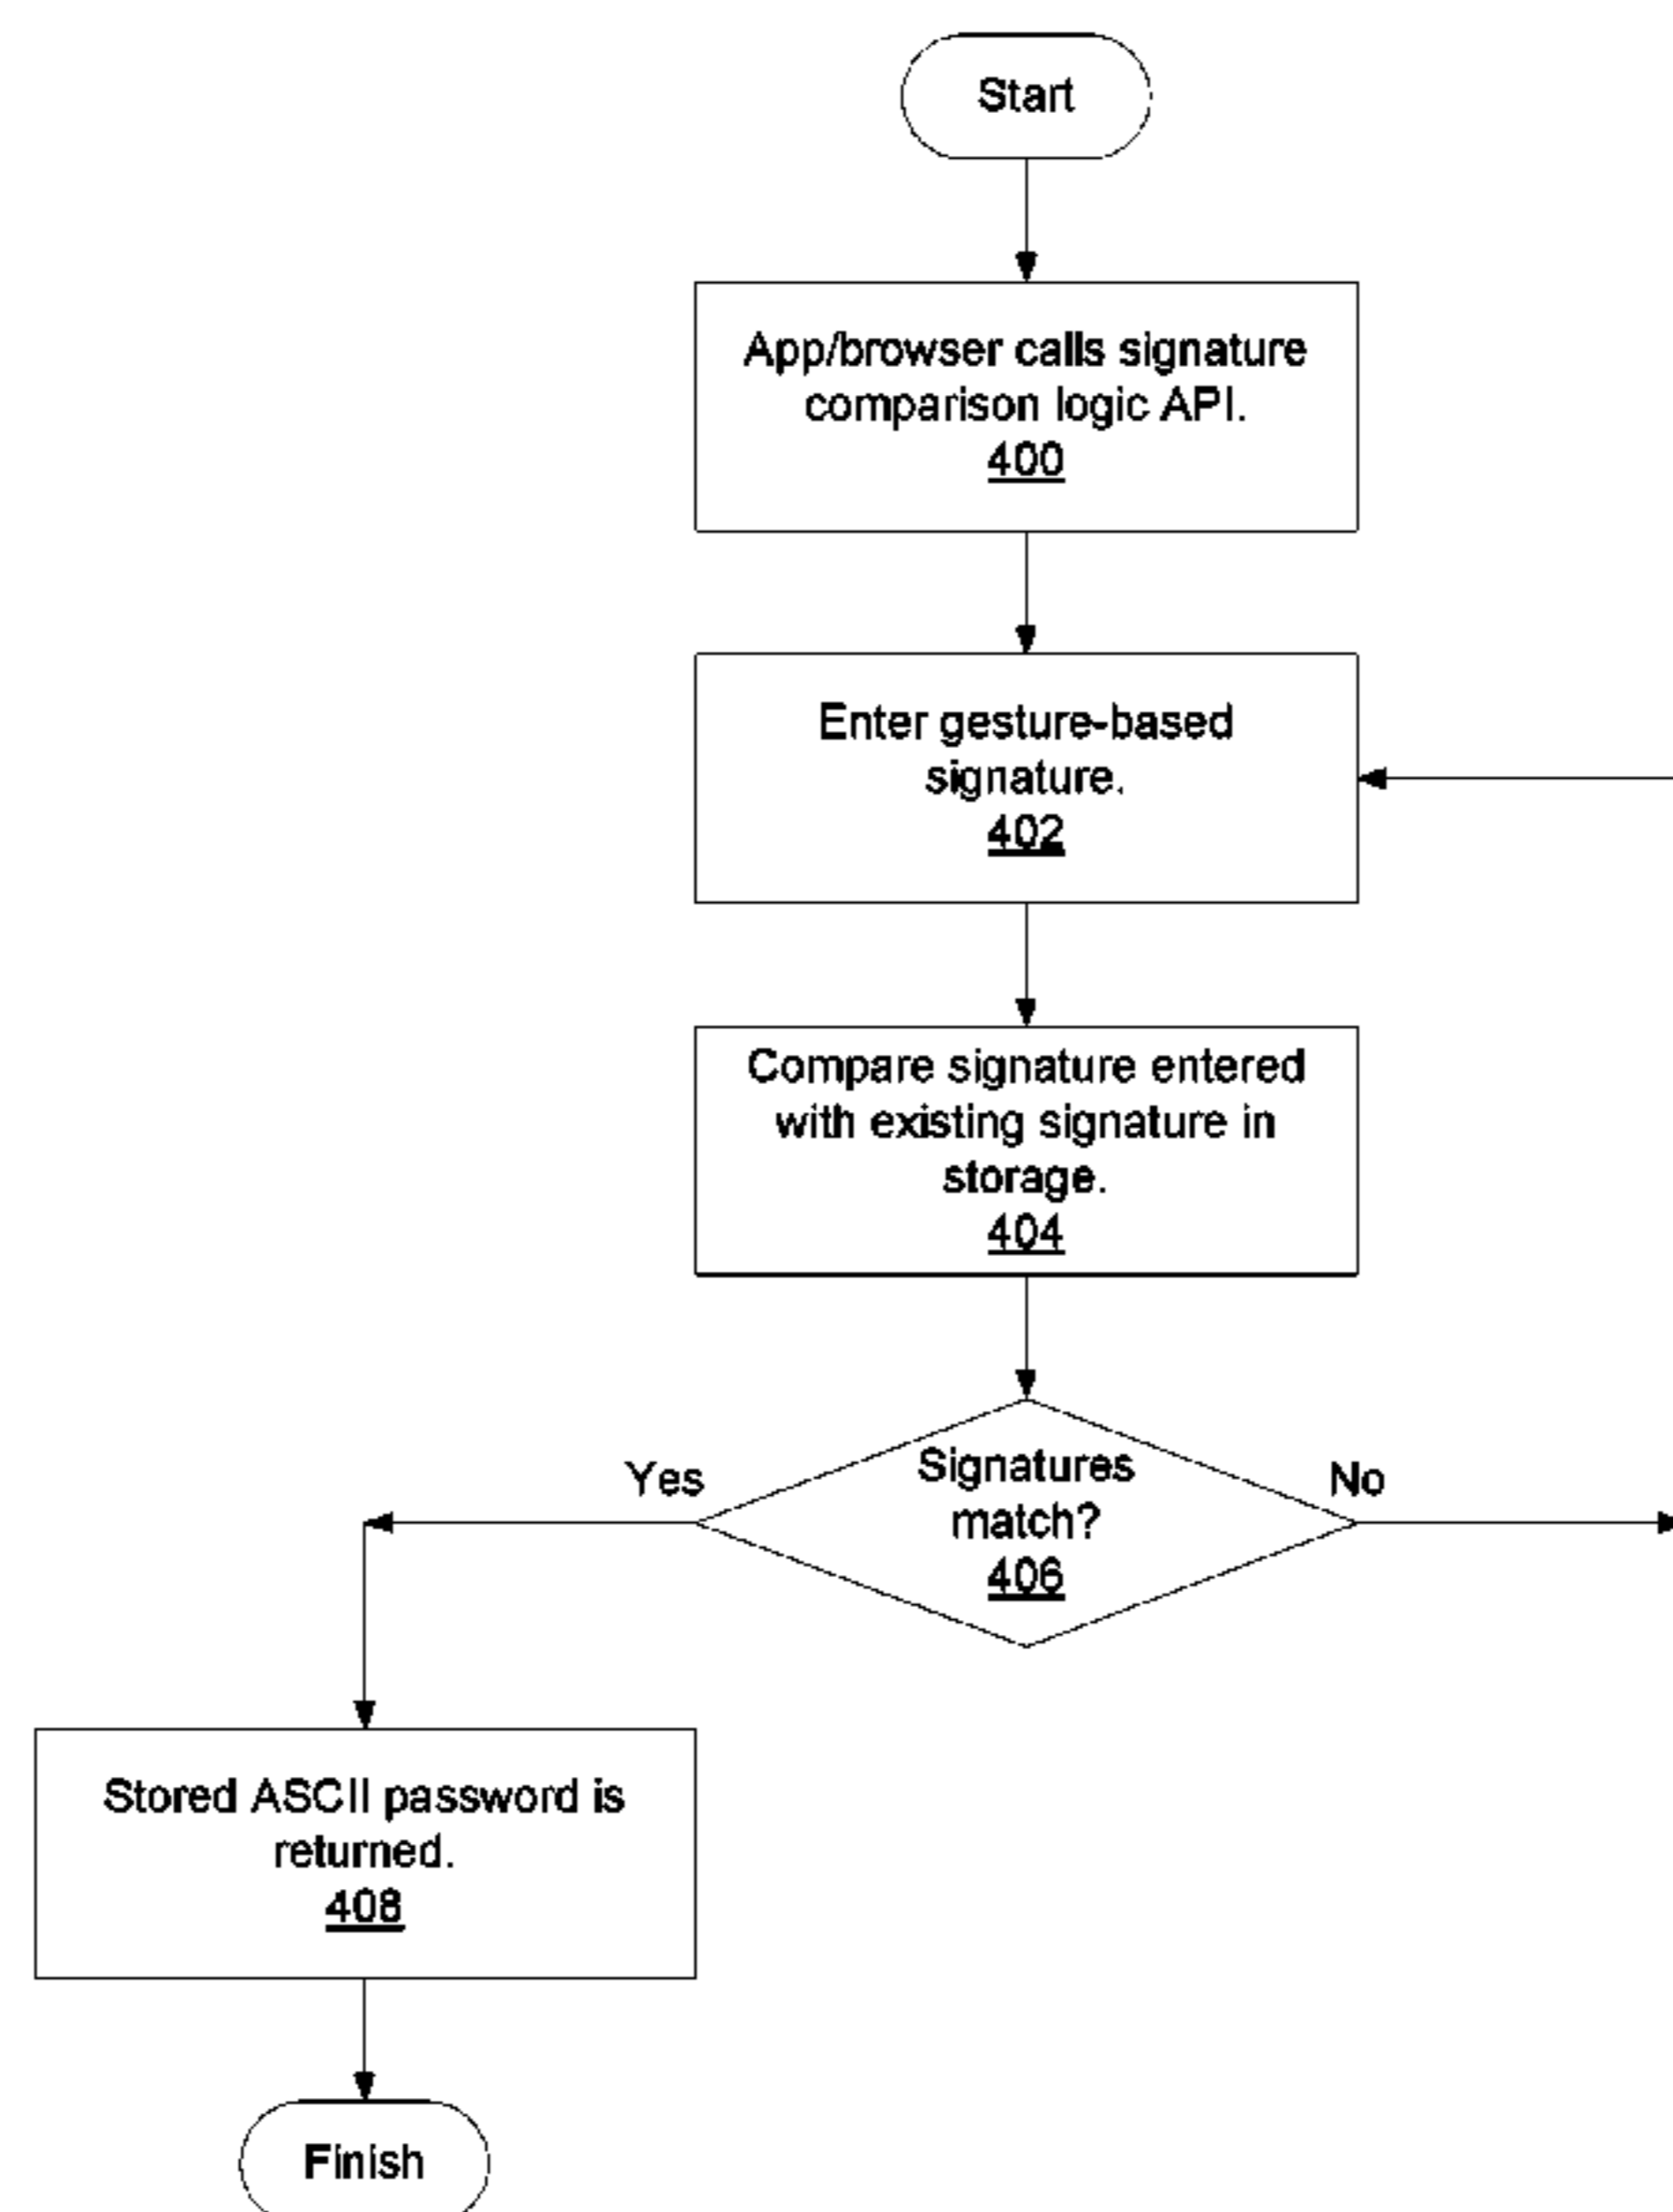 Start
App/browser calls signature
comparison logic API.
400
Enter gesture-based
signature.
402
Compare signature entered
with existing signature in
storage.
404
Yes
Signatures
match?
406
No
Stored ASCII password is
returned.
408
Finish